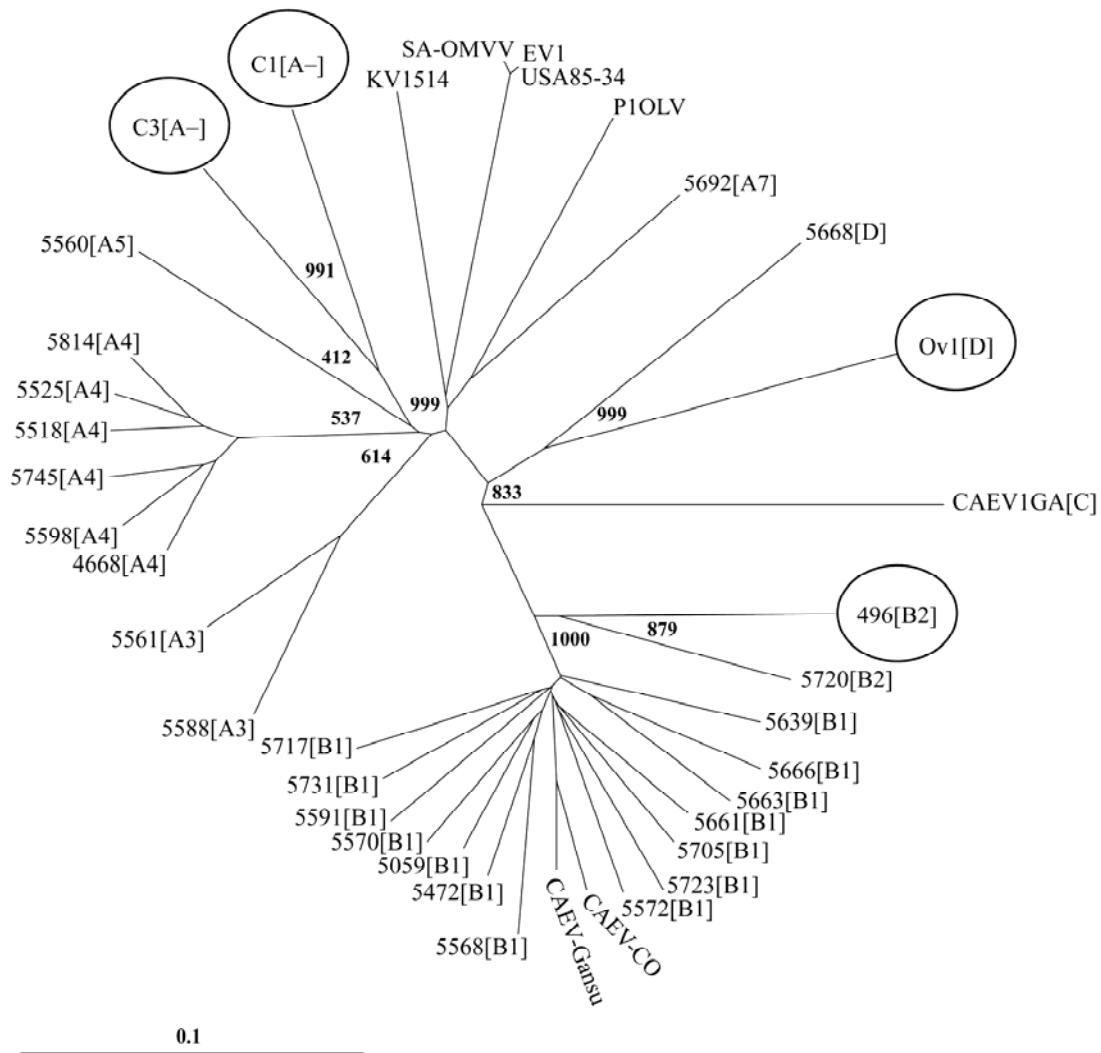 SA-OMVV
EV1
C1[A–]
KV1514
USA85-34
P1OLV
C3[A–]
5692[A7]
5668[D]
5560[A5]
991
Ov1[D]
5814[A4]
412
5525[A4]
999
999
537
5518[A4]
614
5745[A4]
833
CAEV1GA[C]
5598[A4]
4668[A4]
496[B2]
879
1000
5561[A3]
5720[B2]
5588[A3]
5639[B1]
5717[B1]
5666[B1]
5731[B1]
5663[B1]
5591[B1]
5661[B1]
5570[B1]
5705[B1]
5059[B1]
5723[B1]
5472[B1]
5572[B1]
5568[B1]
CAEV-Gansu
CAEV-CO
0.1